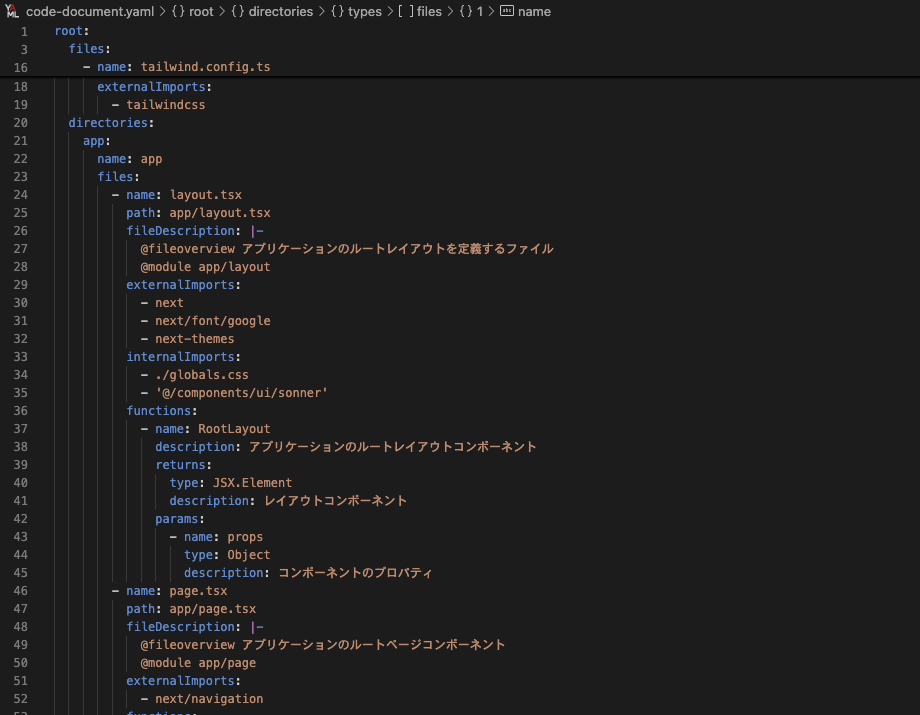 code-document.yaml > {} root > {} directories > {} types > [ ] files > {} 1 > abc name
1 root:
3 files:
16 - name: tailwind.config.ts
18 externalImports:
19 - tailwindcss
20 directories:
21 app:
22 name: app
23 files:
24 - name: layout.tsx
25 path: app/layout.tsx
26 fileDescription: |-
27 @fileoverview アプリケーションのルートレイアウトを定義するファイル
28 @module app/layout
29 externalImports:
30 - next
31 - next/font/google
32 - next-themes
33 internalImports:
34 - ./globals.css
35 - '@/components/ui/sonner'
36 functions:
37 - name: RootLayout
38 description: アプリケーションのルートレイアウトコンポーネント
39 returns:
40 type: JSX.Element
41 description: レイアウトコンポーネント
42 params:
43 - name: props
44 type: Object
45 description: コンポーネントのプロパティ
46 - name: page.tsx
47 path: app/page.tsx
48 fileDescription: |-
49 @fileoverview アプリケーションのルートページコンポーネント
50 @module app/page
51 externalImports:
52 - next/navigation
53 functions: